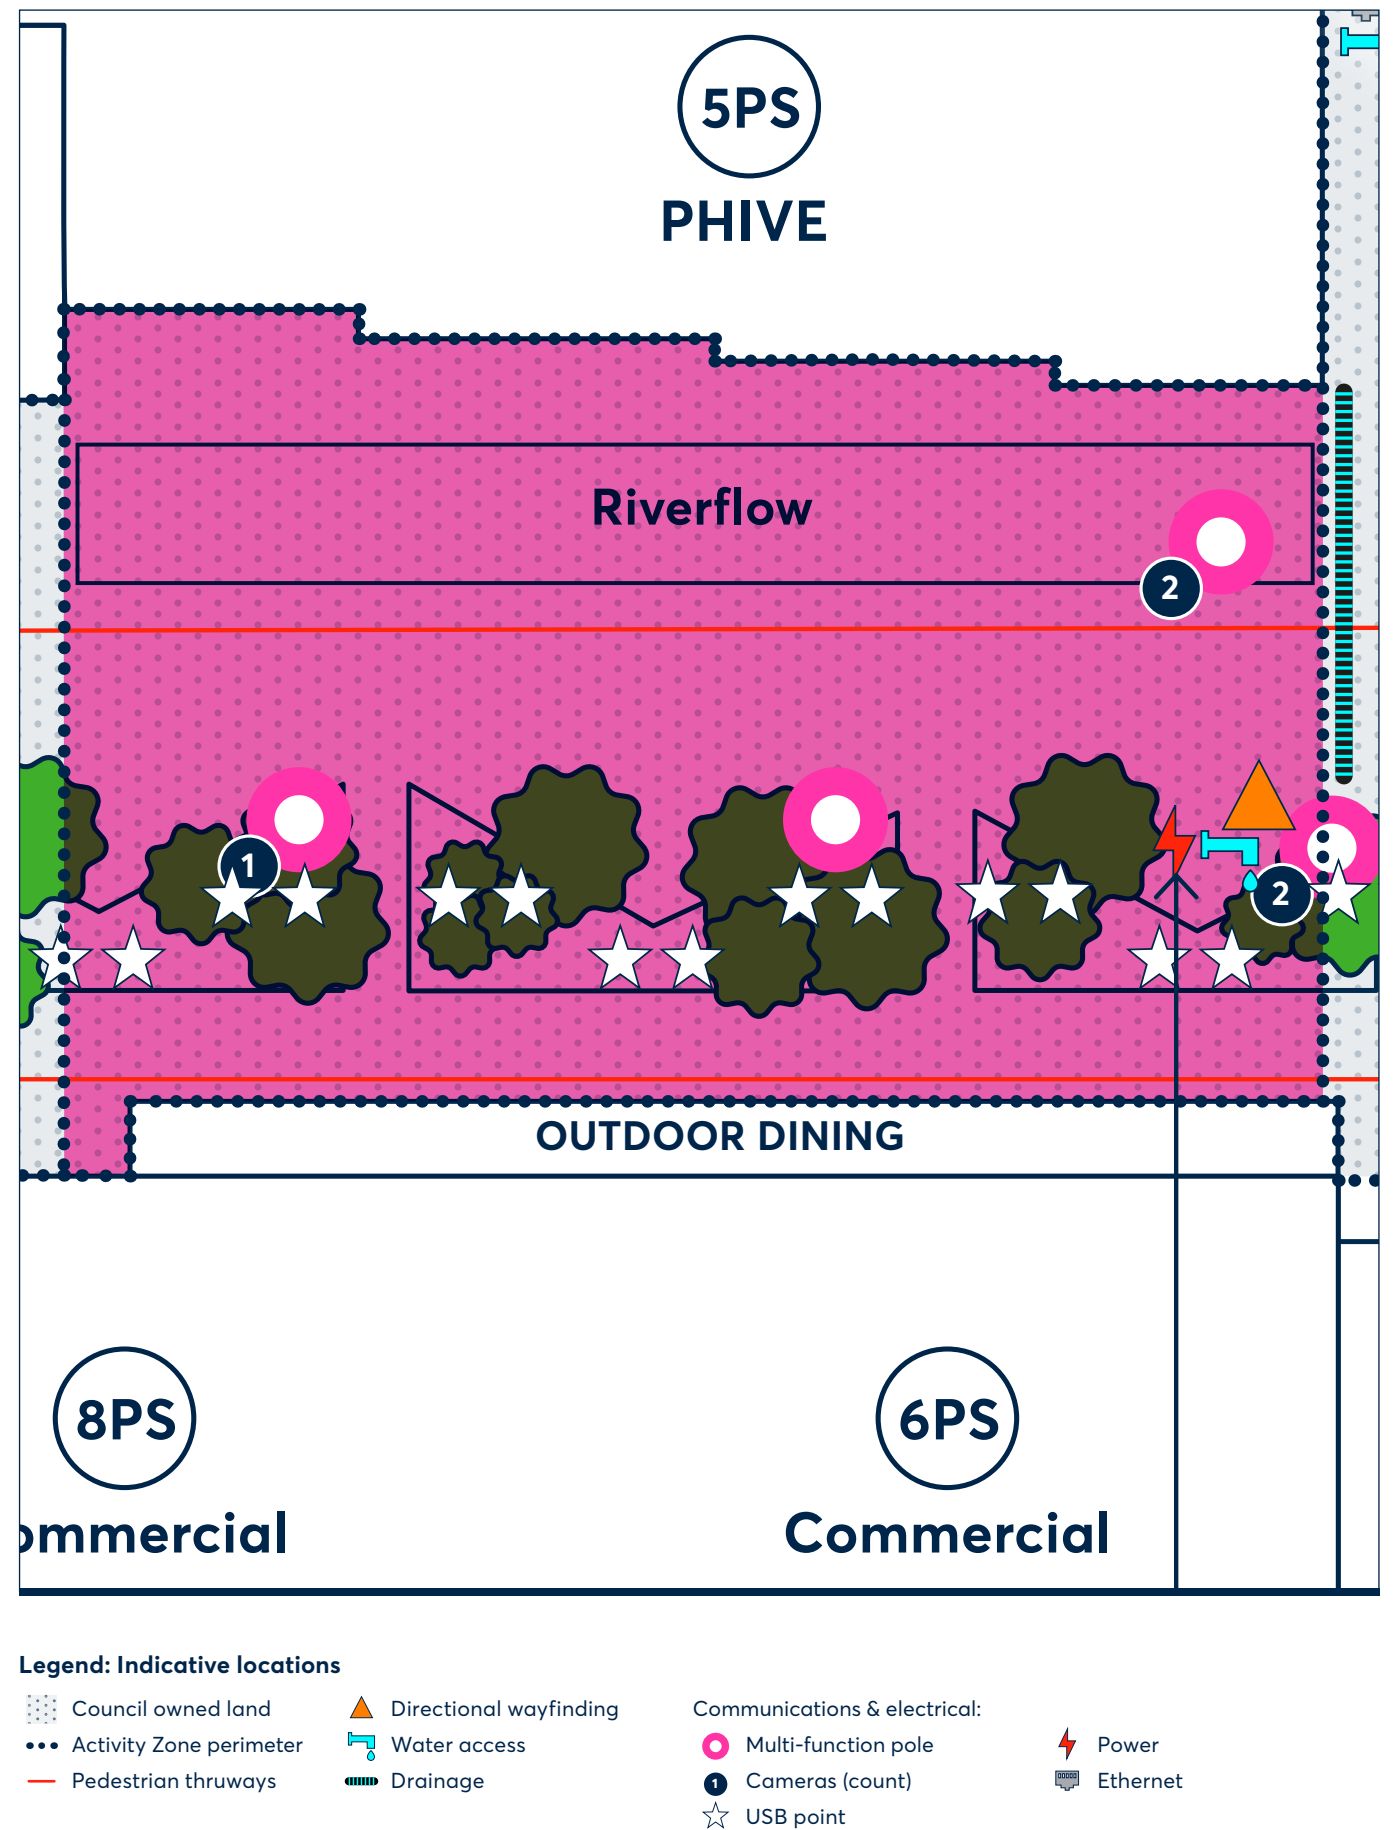 5PS
PHIVE
Riverflow
2
1
2
OUTDOOR DINING
8PS
ommercial
6PS
Commercial
Legend: Indicative locations
Council owned land
Activity Zone perimeter
Pedestrian thruways
Directional wayfinding
Water access
Drainage
Communications & electrical:
Multi-function pole
1 Cameras (count)
USB point
Power
Ethernet